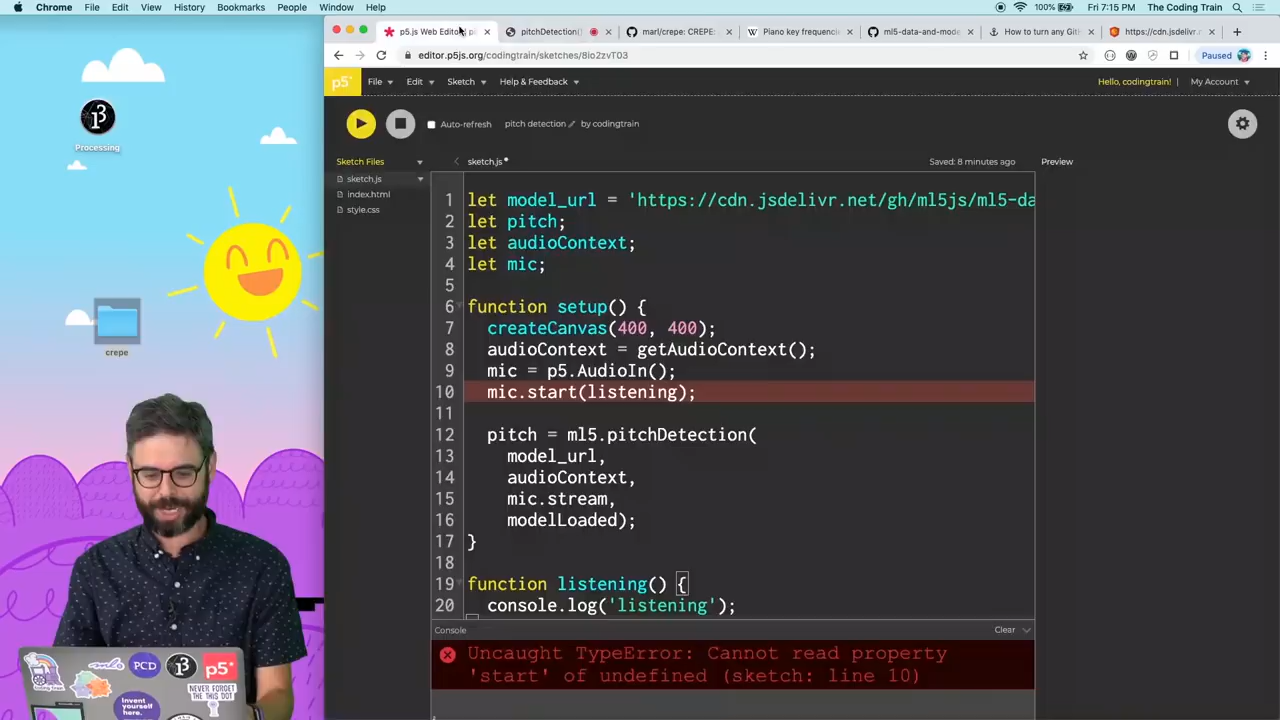 Chrome File Edit View History Bookmarks People Window Help
100% Fri 7:15 PM The Coding Train
p5.js Web Editor
pitchDetection()
marl/crepe: CREPE:
Piano key frequencie
ml5-data-and-mode
How to turn any Git
https://cdn.jsdelivr.n
editor.p5js.org/codingtrain/sketches/8io2zvT03
Paused
p5*
File Edit Sketch Help & Feedback
Hello, codingtrain! | My Account
Auto-refresh pitch detection by codingtrain
Sketch Files
sketch.js
Saved: 8 minutes ago
Preview
sketch.js
index.html
style.css
1 let model_url = 'https://cdn.jsdelivr.net/gh/ml5js/ml5-da
2 let pitch;
3 let audioContext;
4 let mic;
5
6 function setup() {
7 createCanvas(400, 400);
8 audioContext = getAudioContext();
9 mic = p5.AudioIn();
10 mic.start(listening);
11
12 pitch = ml5.pitchDetection(
13 model_url,
14 audioContext,
15 mic.stream,
16 modelLoaded);
17 }
18
19 function listening() {
20 console.log('listening');
Console
Clear
Uncaught TypeError: Cannot read property
'start' of undefined (sketch: line 10)
Processing
crepe
PCD
p5*
NEVER FORGET
THE THIS DOT
Invent
yourself
here.